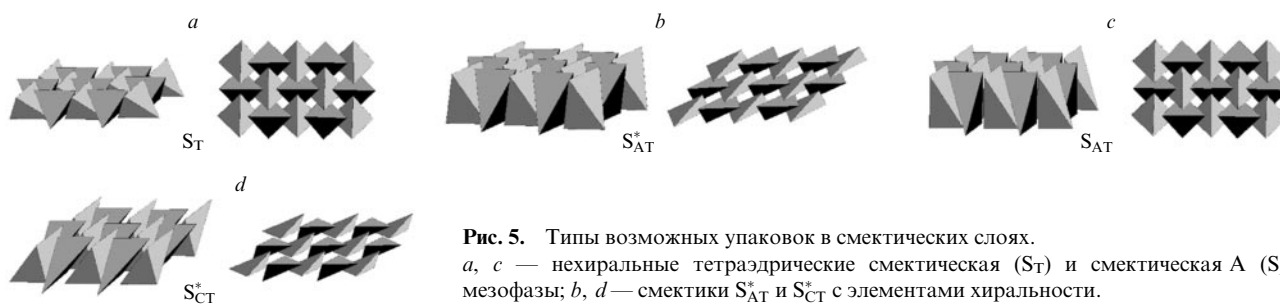 a
b
c
S_T
S*_AT
S_AT
d
S*_CT
Рис. 5. Типы возможных упаковок в смектических слоях.
a, c — нехиральные тетраэдрические смектическая (S_T) и смектическая A (S
мезофазы; b, d — смектики S*_AT и S*_CT с элементами хиральности.